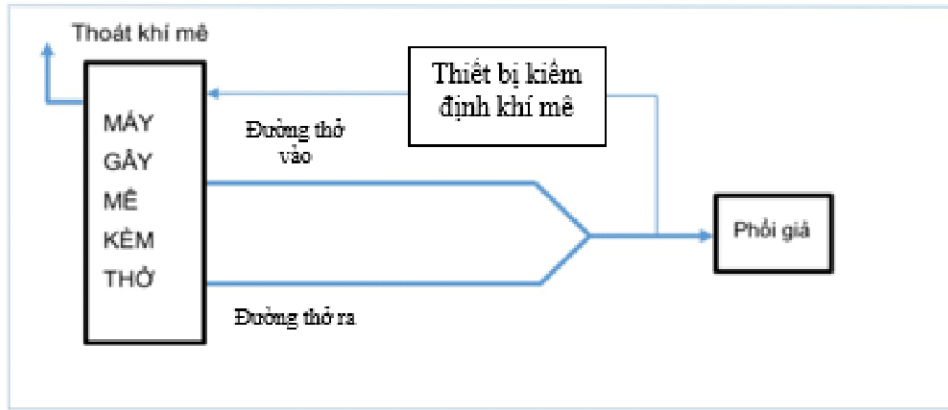 Thoát khí mê
MÁY
GÂY
MÊ
KÈM
THỞ
Thiết bị kiểm
định khí mê
Đường thở
vào
Đường thở ra
Phổi giả